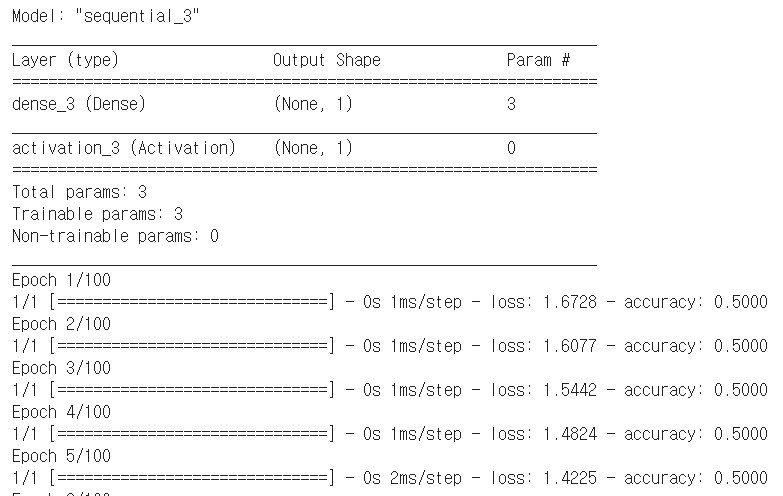 Model: "sequential_3"
Layer (type) Output Shape Param #
dense_3 (Dense) (None, 1) 3
activation_3 (Activation) (None, 1) 0
Total params: 3
Trainable params: 3
Non-trainable params: 0
Epoch 1/100
1/1 [==============================] - 0s 1ms/step - loss: 1.6728 - accuracy: 0.5000
Epoch 2/100
1/1 [==============================] - 0s 1ms/step - loss: 1.6077 - accuracy: 0.5000
Epoch 3/100
1/1 [==============================] - 0s 1ms/step - loss: 1.5442 - accuracy: 0.5000
Epoch 4/100
1/1 [==============================] - 0s 1ms/step - loss: 1.4824 - accuracy: 0.5000
Epoch 5/100
1/1 [==============================] - 0s 2ms/step - loss: 1.4225 - accuracy: 0.5000